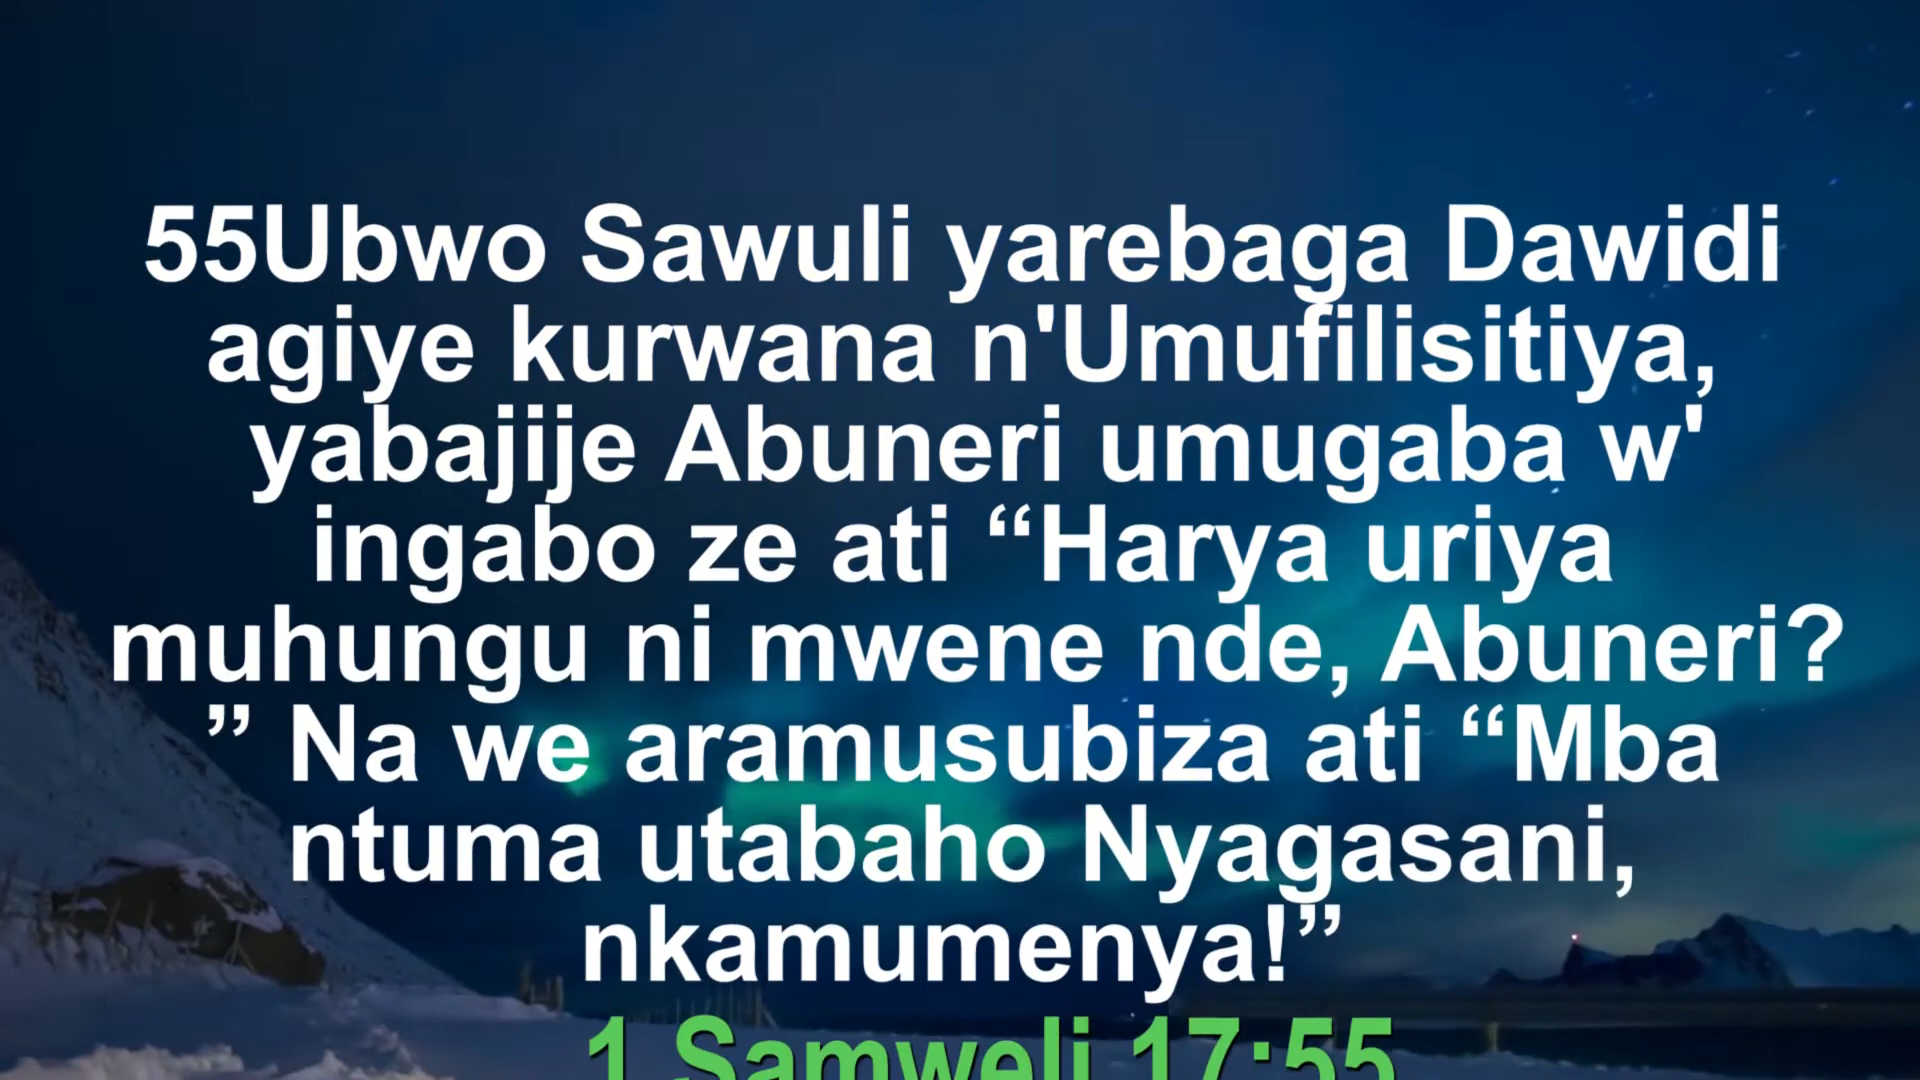 55Ubwo Sawuli yarebaga Dawidi
agiye kurwana n'Umufilisitiya,
yabajije Abuneri umugaba w'
ingabo ze ati “Harya uriya
muhungu ni mwene nde, Abuneri?
” Na we aramusubiza ati “Mba
ntuma utabaho Nyagasani,
nkamumenya!”
1 Samweli 17:55